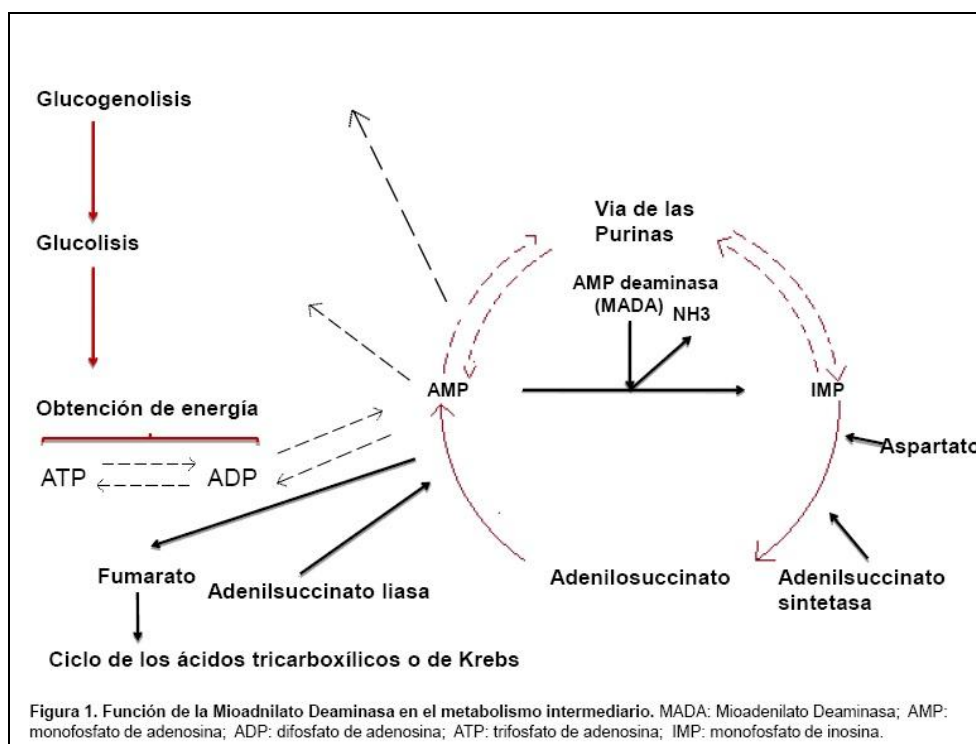 Glucogenolisis
Glucolisis
Via de las
Purinas
AMP deaminasa
(MADA)
NH3
AMP
IMP
Obtención de energía
Aspartato
ATP
ADP
Fumarato
Adenilsuccinato liasa
Adenilosuccinato
Adenilsuccinato
sintetasa
Ciclo de los ácidos tricarboxílicos o de Krebs
Figura 1. Función de la Mioadnilato Deaminasa en el metabolismo intermediario. MADA: Mioadenilato Deaminasa; AMP:
monofosfato de adenosina; ADP: difosfato de adenosina; ATP: trifosfato de adenosina; IMP: monofosfato de inosina.